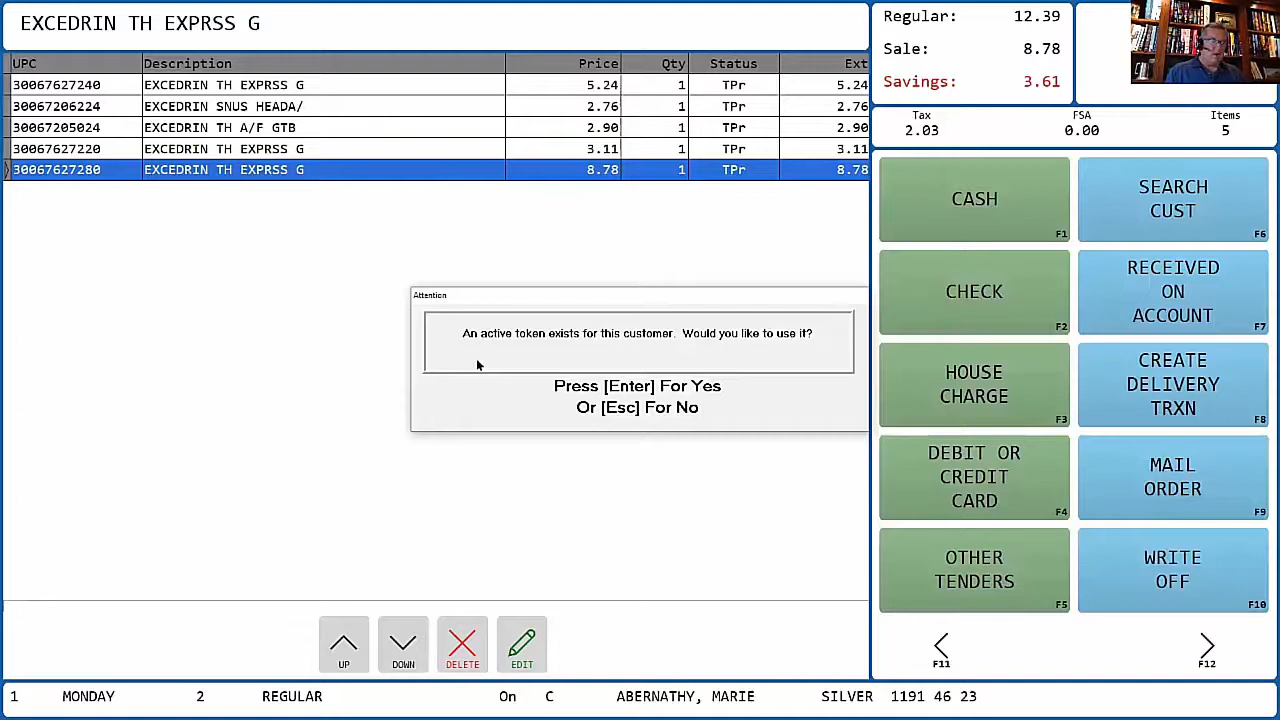 EXCEDRIN TH EXPRSS G
Regular: 12.39
Sale: 8.78
Savings: 3.61
Tax FSA Items
2.03 0.00 5
UPC Description Price Qty Status Ext
30067627240 EXCEDRIN TH EXPRSS G 5.24 1 TPr 5.24
30067206224 EXCEDRIN SNUS HEADA/ 2.76 1 TPr 2.76
30067205024 EXCEDRIN TH A/F GTB 2.90 1 TPr 2.90
30067627220 EXCEDRIN TH EXPRSS G 3.11 1 TPr 3.11
30067627280 EXCEDRIN TH EXPRSS G 8.78 1 TPr 8.78
Attention
An active token exists for this customer. Would you like to use it?
Press [Enter] For Yes
Or [Esc] For No
CASH
F1
SEARCH
CUST
F6
CHECK
F2
RECEIVED
ON
ACCOUNT
F7
HOUSE
CHARGE
F3
CREATE
DELIVERY
TRXN
F8
DEBIT OR
CREDIT
CARD
F4
MAIL
ORDER
F9
OTHER
TENDERS
F5
WRITE
OFF
F10
F11 F12
UP DOWN DELETE EDIT
1 MONDAY 2 REGULAR On C ABERNATHY, MARIE SILVER 1191 46 23